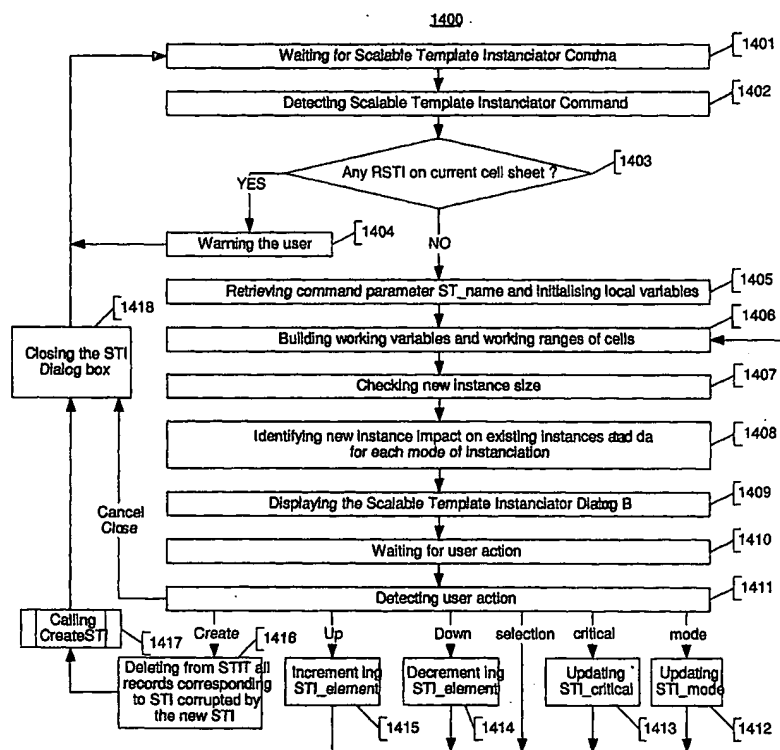 1400
Waiting for Scalable Template Instanciator Comma
1401
Detecting Scalable Template Instanciator Command
1402
Any RSTI on current cell sheet ?
1403
YES
Warning the user
1404
NO
Retrieving command parameter ST_name and initialising local variables
1405
Building working variables and working ranges of cells
1406
1418
Closing the STI
Dialog box
Checking new instance size
1407
Identifying new instance impact on existing instances and da
for each mode of instanciation
1408
Displaying the Scalable Template Instanciator Dialog B
1409
Cancel
Close
Waiting for user action
1410
Detecting user action
1411
Calling
CreateSTI
1417
Create
1416
Up
Down
selection
critical
mode
Deleting from STIT all
records corresponding
to STI corrupted by
the new STI
Increment ing
STI_element
1415
Decrement ing
STI_element
1414
Updating
STI_critical
1413
Updating
STI_mode
1412